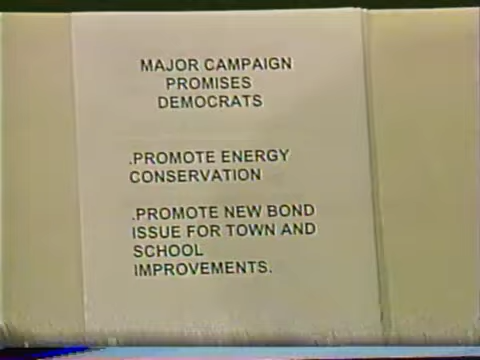 MAJOR CAMPAIGN
PROMISES
DEMOCRATS
.PROMOTE ENERGY
CONSERVATION
.PROMOTE NEW BOND
ISSUE FOR TOWN AND
SCHOOL
IMPROVEMENTS.